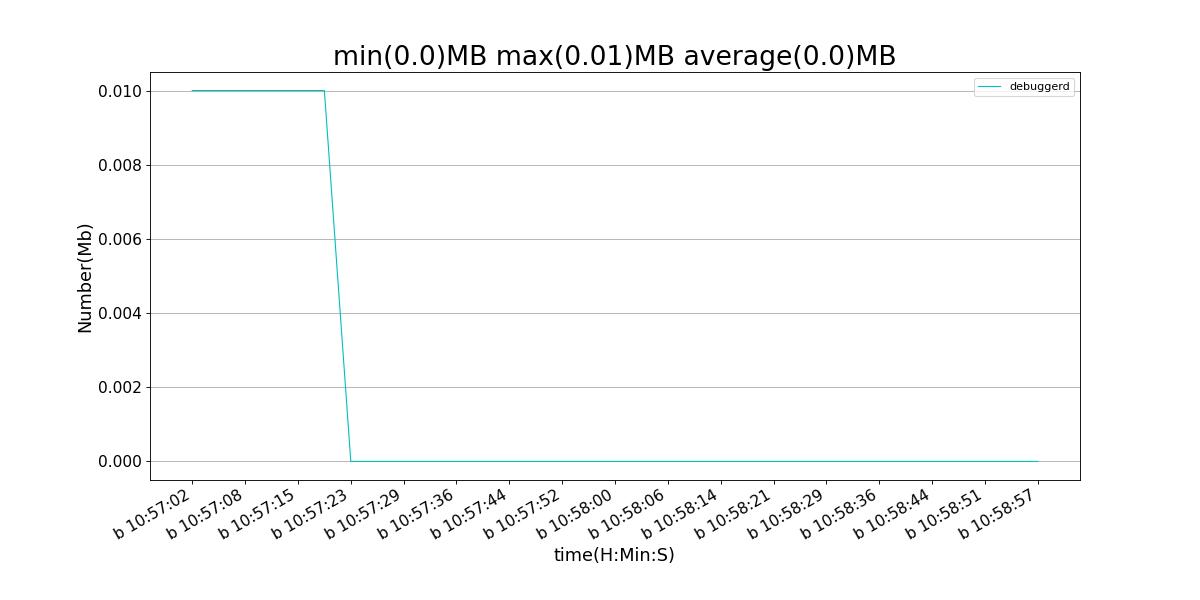 min(0.0)MB max(0.01)MB average(0.0)MB
debuggerd
0.010
0.008
0.006
0.004
0.002
0.000
Number(Mb)
b 10:57:02
b 10:57:08
b 10:57:15
b 10:57:23
b 10:57:29
b 10:57:36
b 10:57:44
b 10:57:52
b 10:58:00
b 10:58:06
b 10:58:14
b 10:58:21
b 10:58:29
b 10:58:36
b 10:58:44
b 10:58:51
b 10:58:57
time(H:Min:S)